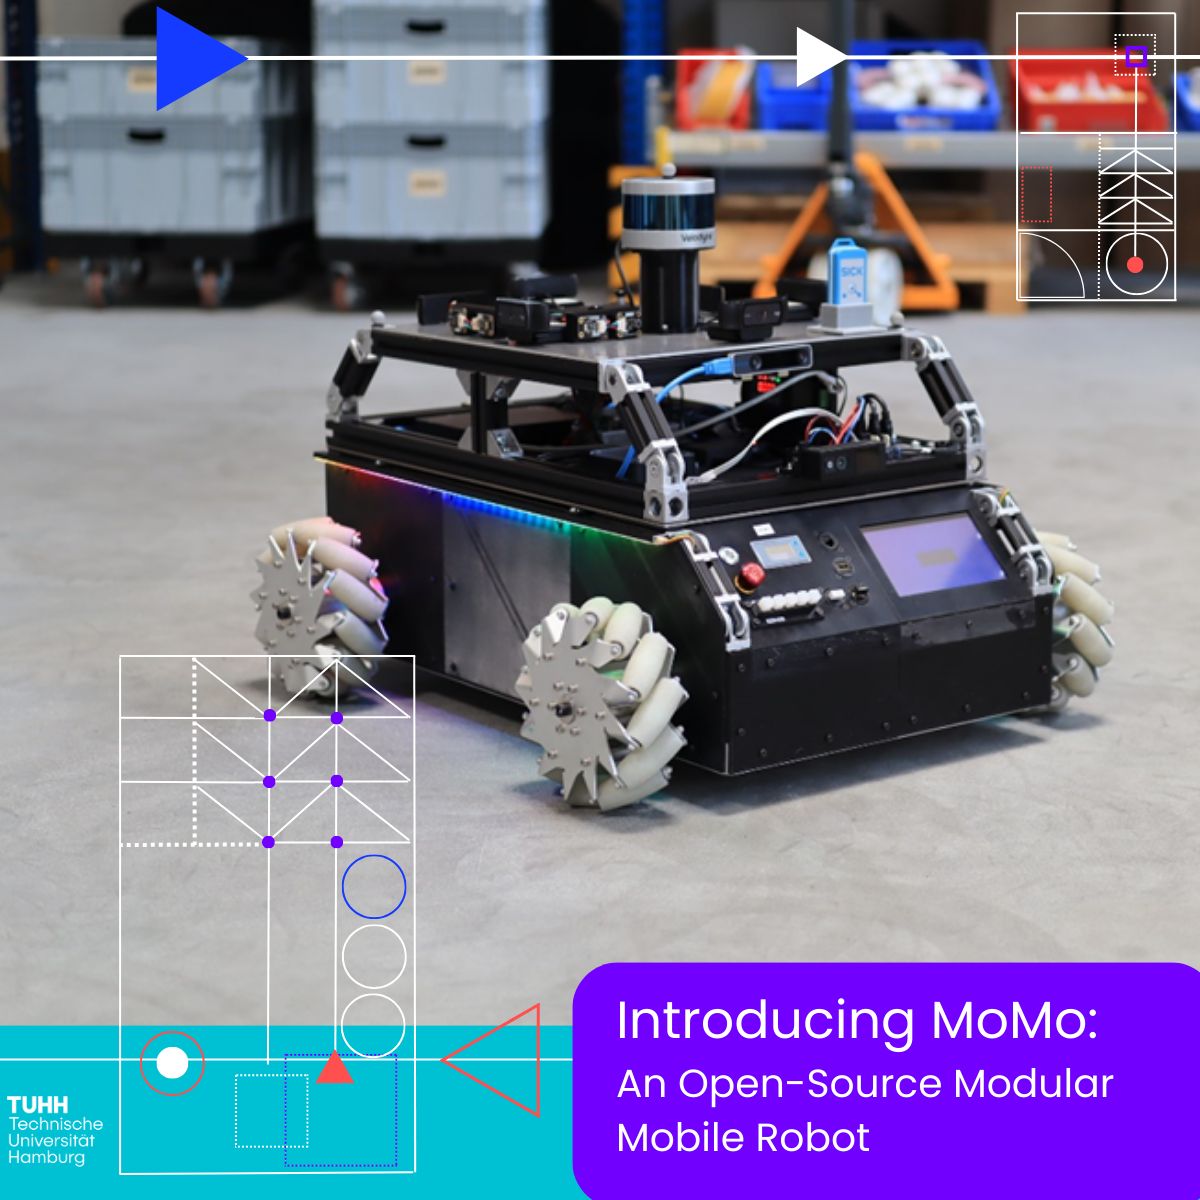 Velodyne
SICK
Introducing MoMo:
An Open-Source Modular
Mobile Robot
TUHH
Technische
Universität
Hamburg